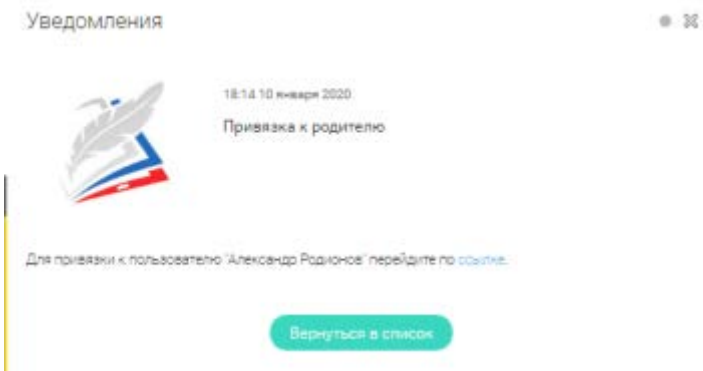 Уведомления
18:14 10 января 2020
Привязка к родителю
Для привязки к пользователю "Александр Родионов" перейдите по ссылке.
Вернуться в список